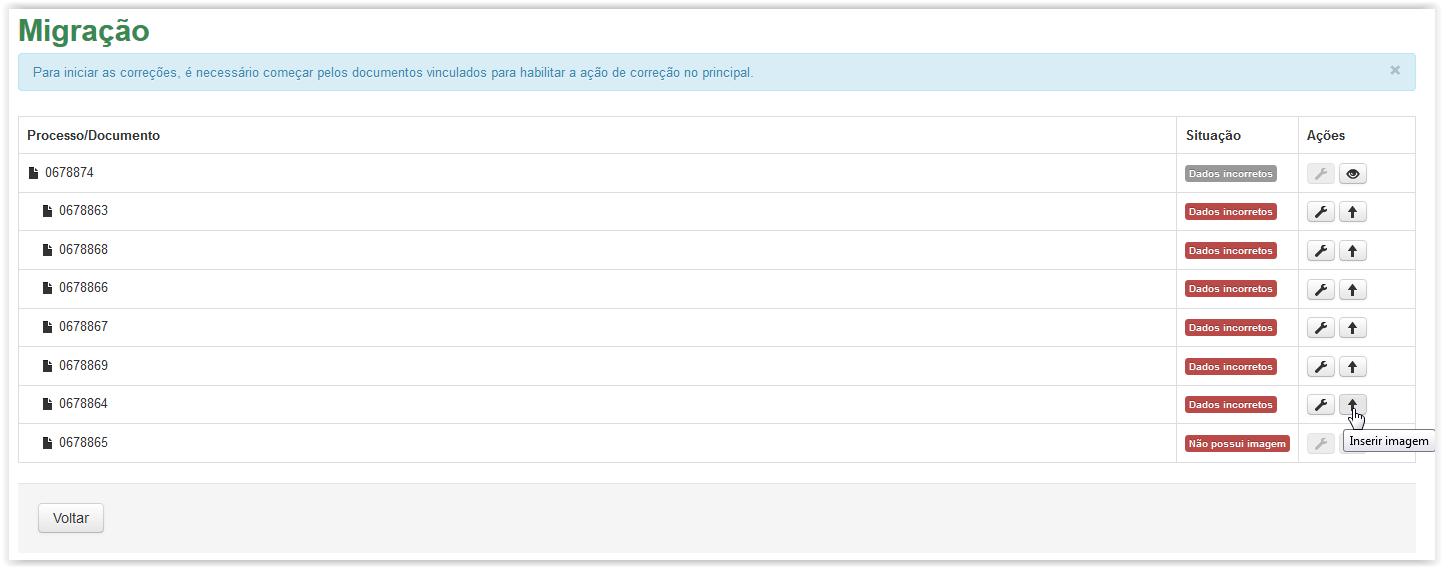 Migração
Para iniciar as correções, é necessário começar pelos documentos vinculados para habilitar a ação de correção no principal. ×
Processo/Documento Situação Ações
0678874 Dados incorretos
0678863 Dados incorretos
0678868 Dados incorretos
0678866 Dados incorretos
0678867 Dados incorretos
0678869 Dados incorretos
0678864 Dados incorretos
0678865 Não possui imagem Inserir imagem
Voltar